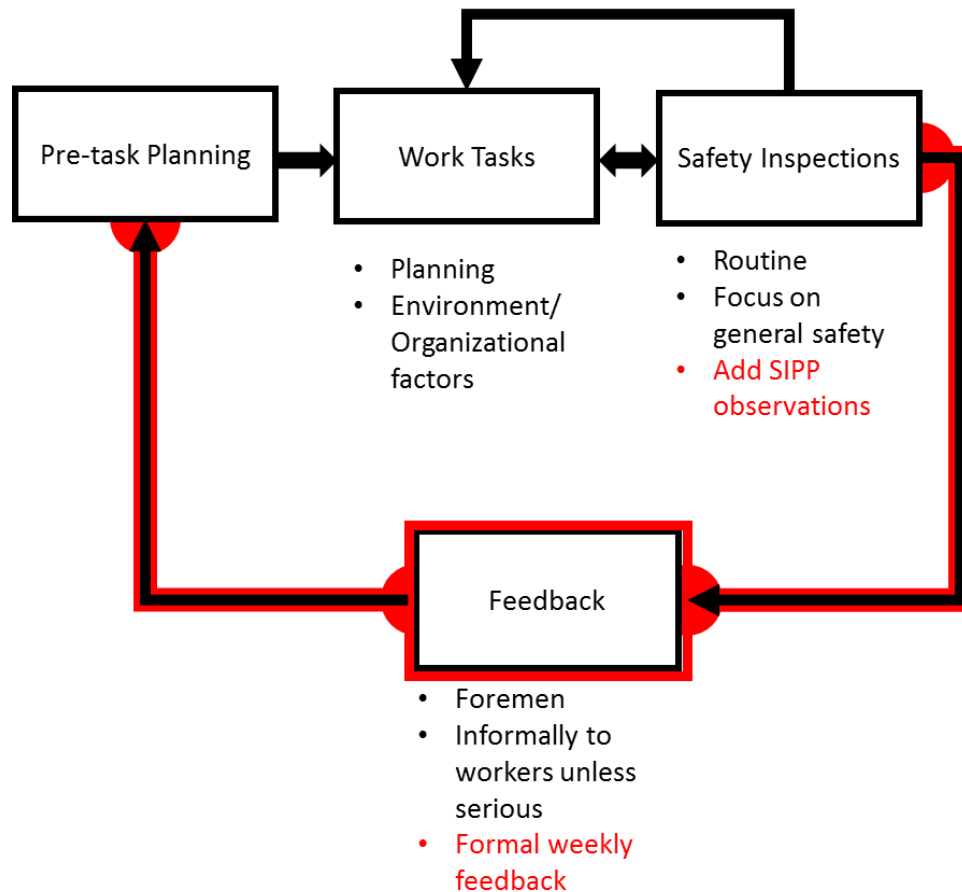 Pre-task Planning
Work Tasks
Safety Inspections
• Planning
• Environment/
Organizational
factors
• Routine
• Focus on
general safety
• Add SIPP
observations
Feedback
• Foremen
• Informally to
workers unless
serious
• Formal weekly
feedback